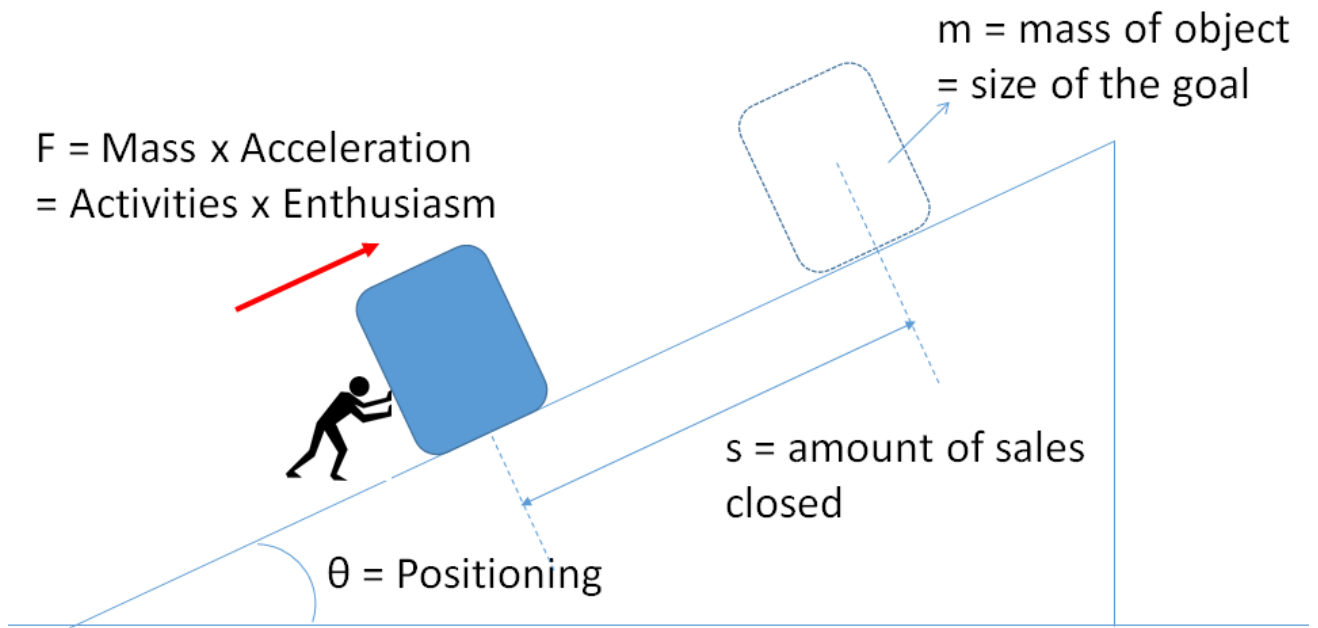 m = mass of object
= size of the goal
F = Mass x Acceleration
= Activities x Enthusiasm
s = amount of sales
closed
θ = Positioning